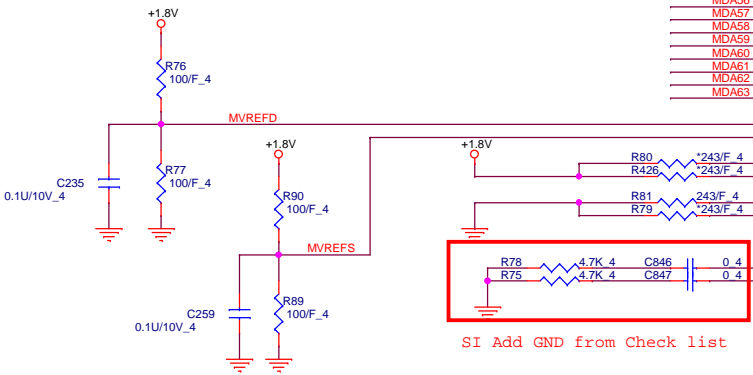 MDA56
MDA57
MDA58
MDA59
MDA60
MDA61
MDA62
MDA63
+1.8V
R76
100/F_4
MVREFD
R77
100/F_4
C235
0.1U/10V_4
+1.8V
R90
100/F_4
MVREFS
R89
100/F_4
C259
0.1U/10V_4
+1.8V
R80 *243/F_4
R426 *243/F_4
R81 243/F_4
R79 *243/F_4
R78 4.7K_4 C846 0_4
R75 4.7K_4 C847 0_4
SI Add GND from Check list